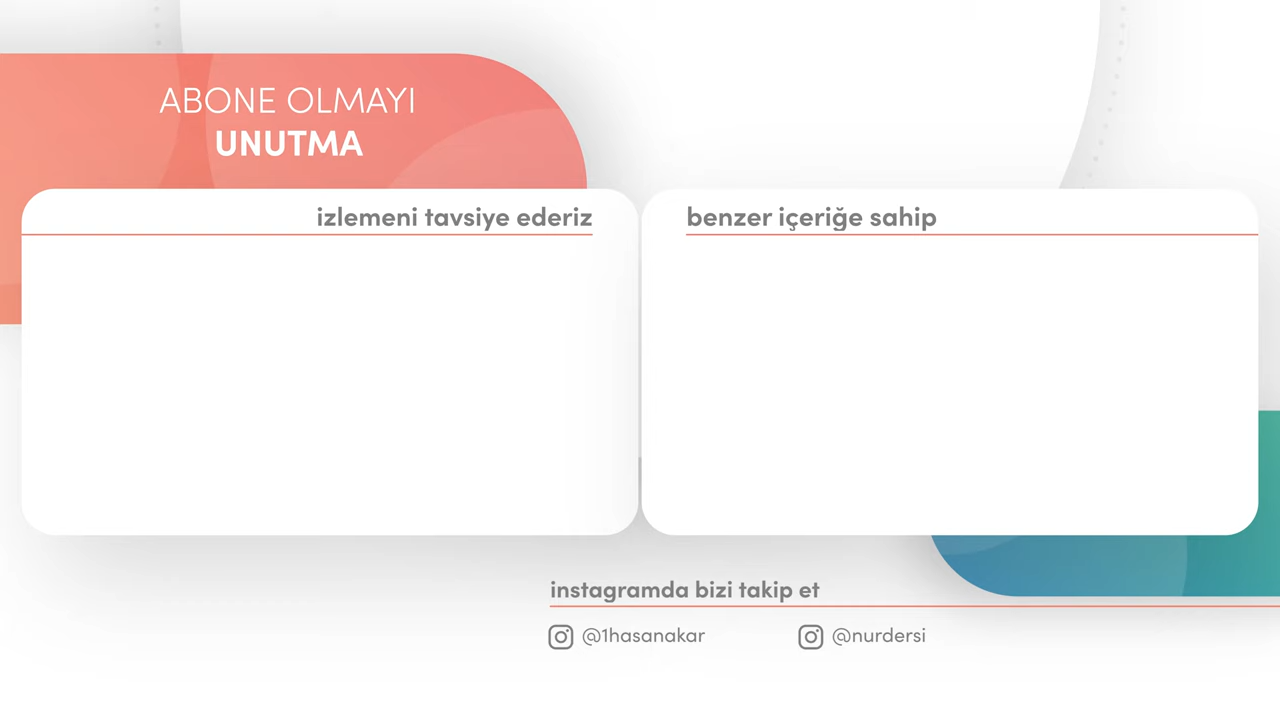 ABONE OLMAYI
UNUTMA
izlemeni tavsiye ederiz
benzer içeriğe sahip
instagramda bizi takip et
@1hasanakar
@nurdersi